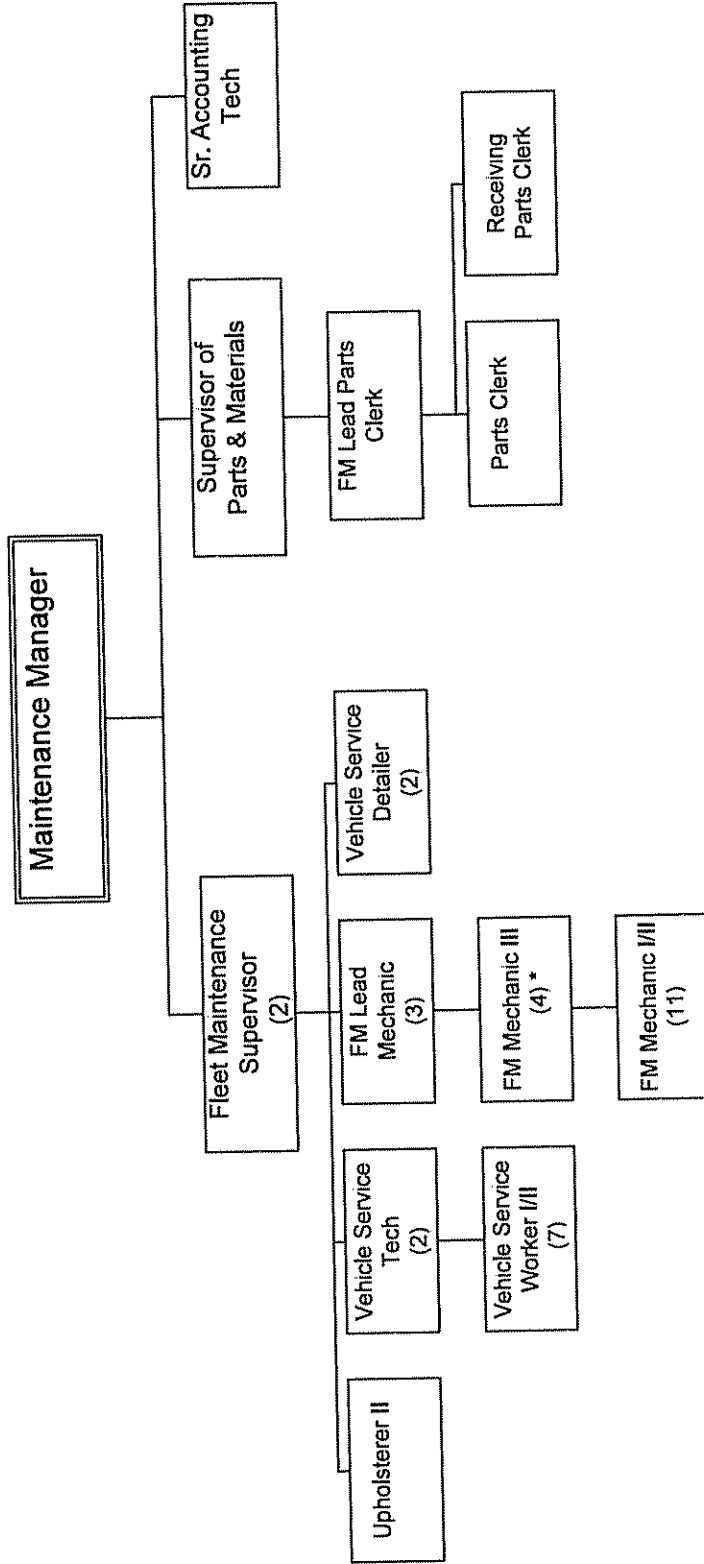 Maintenance Manager
Fleet Maintenance
Supervisor
(2)
Supervisor of
Parts & Materials
Sr. Accounting
Tech
Upholsterer II
Vehicle Service
Tech
(2)
FM Lead
Mechanic
(3)
Vehicle Service
Detailer
(2)
FM Lead Parts
Clerk
Vehicle Service
Worker I/II
(7)
FM Mechanic III
(4) *
Parts Clerk
Receiving
Parts Clerk
FM Mechanic I/II
(11)